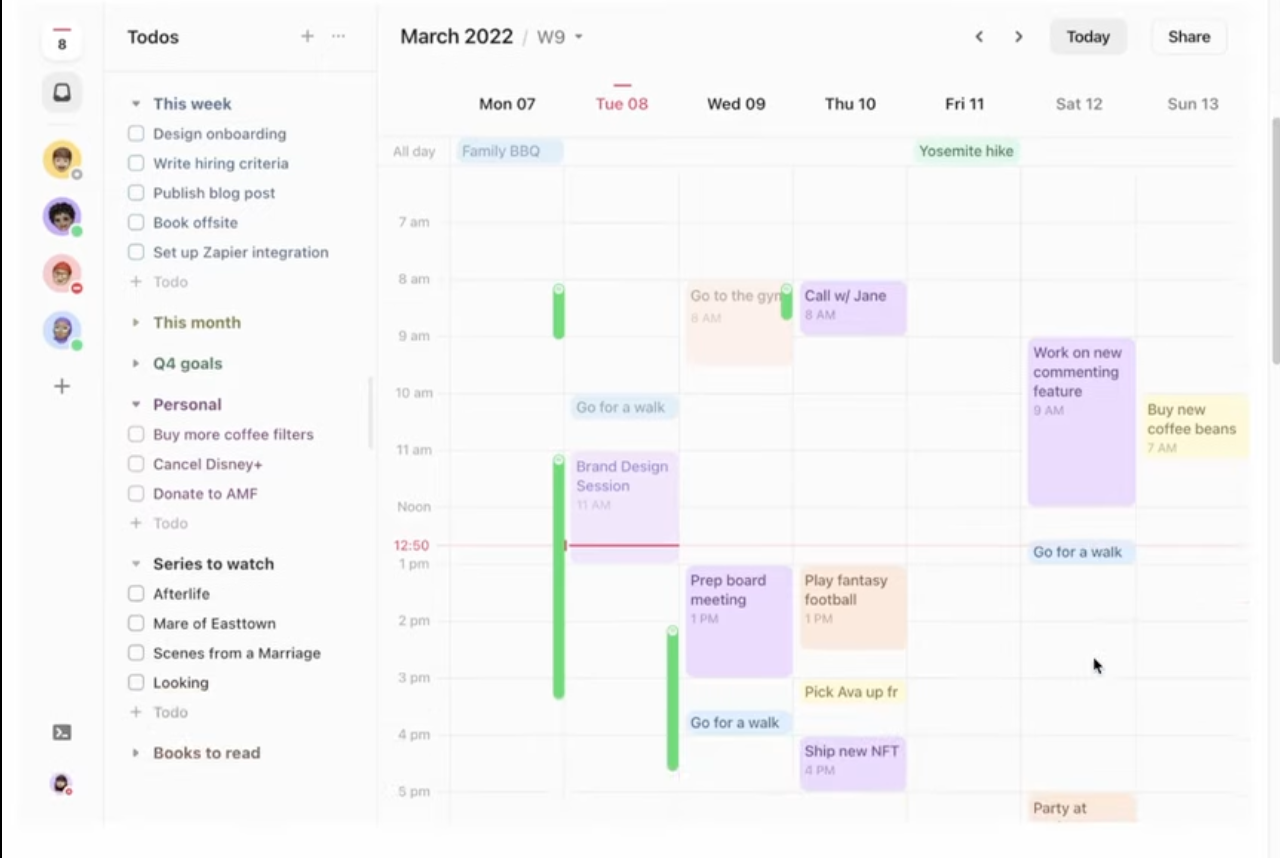 8
Todos
This week
Design onboarding
Write hiring criteria
Publish blog post
Book offsite
Set up Zapier integration
+ Todo
This month
Q4 goals
Personal
Buy more coffee filters
Cancel Disney+
Donate to AMF
+ Todo
Series to watch
Afterlife
Mare of Easttown
Scenes from a Marriage
Looking
+ Todo
Books to read
March 2022 / W9
Today
Share
Mon 07 Tue 08 Wed 09 Thu 10 Fri 11 Sat 12 Sun 13
All day
Family BBQ
Yosemite hike
7 am
8 am
9 am
10 am
11 am
Noon
12:50
1 pm
2 pm
3 pm
4 pm
5 pm
Go for a walk
Brand Design
Session
11 AM
Go to the gym
8 AM
Prep board
meeting
1 PM
Go for a walk
Call w/ Jane
8 AM
Play fantasy
football
1 PM
Pick Ava up fr
Ship new NFT
4 PM
Work on new
commenting
feature
9 AM
Go for a walk
Party at
Buy new
coffee beans
7 AM